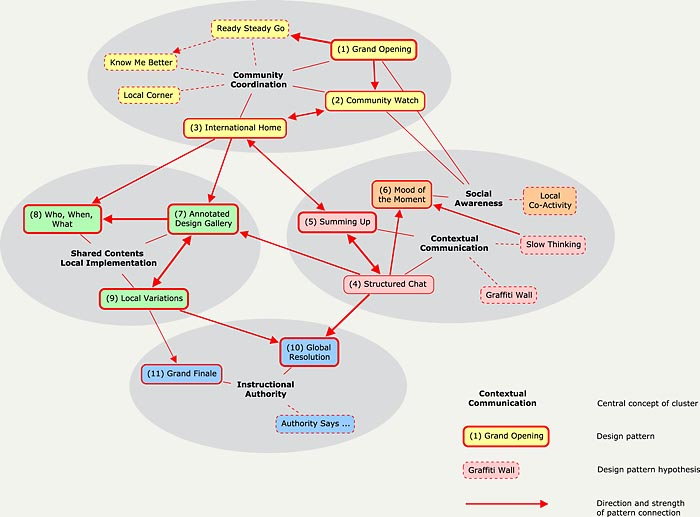 Ready Steady Go
(1) Grand Opening
Know Me Better
Community
Coordination
Local Corner
(2) Community Watch
(3) International Home
(6) Mood of
the Moment
Social
Awareness
Local
Co-Activity
(8) Who, When,
What
(7) Annotated
Design Gallery
(5) Summing Up
Contextual
Communication
Slow Thinking
Shared Contents
Local Implementation
(4) Structured Chat
Graffiti Wall
(9) Local Variations
(10) Global
Resolution
(11) Grand Finale
Instructional
Authority
Authority Says ...
Contextual
Communication
Central concept of cluster
(1) Grand Opening
Design pattern
Graffiti Wall
Design pattern hypothesis
Direction and strength
of pattern connection